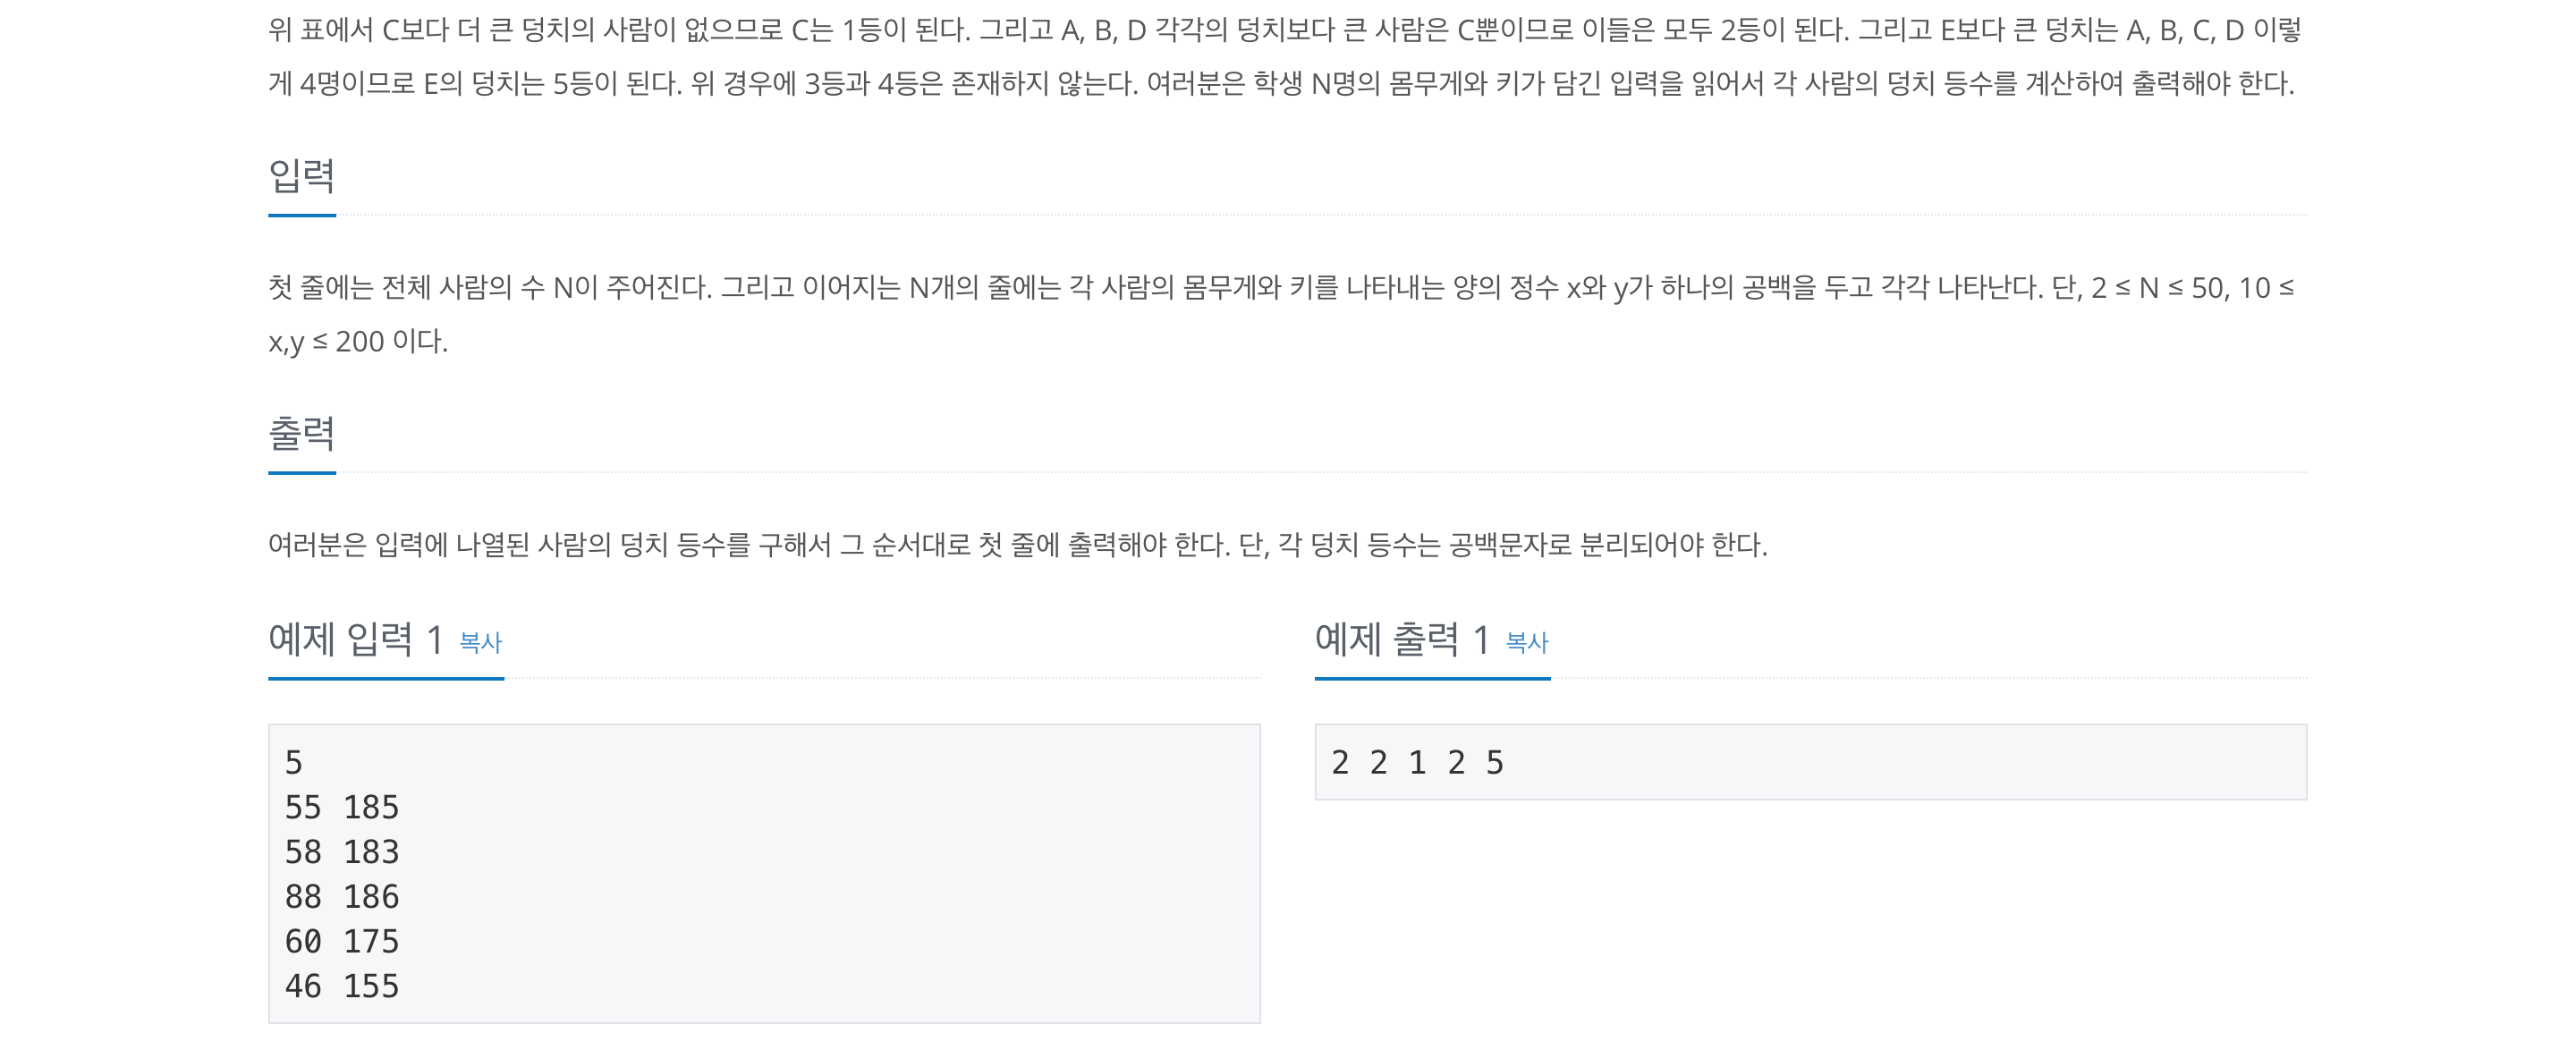 위 표에서 C보다 더 큰 덩치의 사람이 없으므로 C는 1등이 된다. 그리고 A, B, D 각각의 덩치보다 큰 사람은 C뿐이므로 이들은 모두 2등이 된다. 그리고 E보다 큰 덩치는 A, B, C, D 이렇
게 4명이므로 E의 덩치는 5등이 된다. 위 경우에 3등과 4등은 존재하지 않는다. 여러분은 학생 N명의 몸무게와 키가 담긴 입력을 읽어서 각 사람의 덩치 등수를 계산하여 출력해야 한다.
입력
첫 줄에는 전체 사람의 수 N이 주어진다. 그리고 이어지는 N개의 줄에는 각 사람의 몸무게와 키를 나타내는 양의 정수 x와 y가 하나의 공백을 두고 각각 나타난다. 단, 2 ≤ N ≤ 50, 10 ≤
x,y ≤ 200 이다.
출력
여러분은 입력에 나열된 사람의 덩치 등수를 구해서 그 순서대로 첫 줄에 출력해야 한다. 단, 각 덩치 등수는 공백문자로 분리되어야 한다.
예제 입력 1 복사
5
55 185
58 183
88 186
60 175
46 155
예제 출력 1 복사
2 2 1 2 5